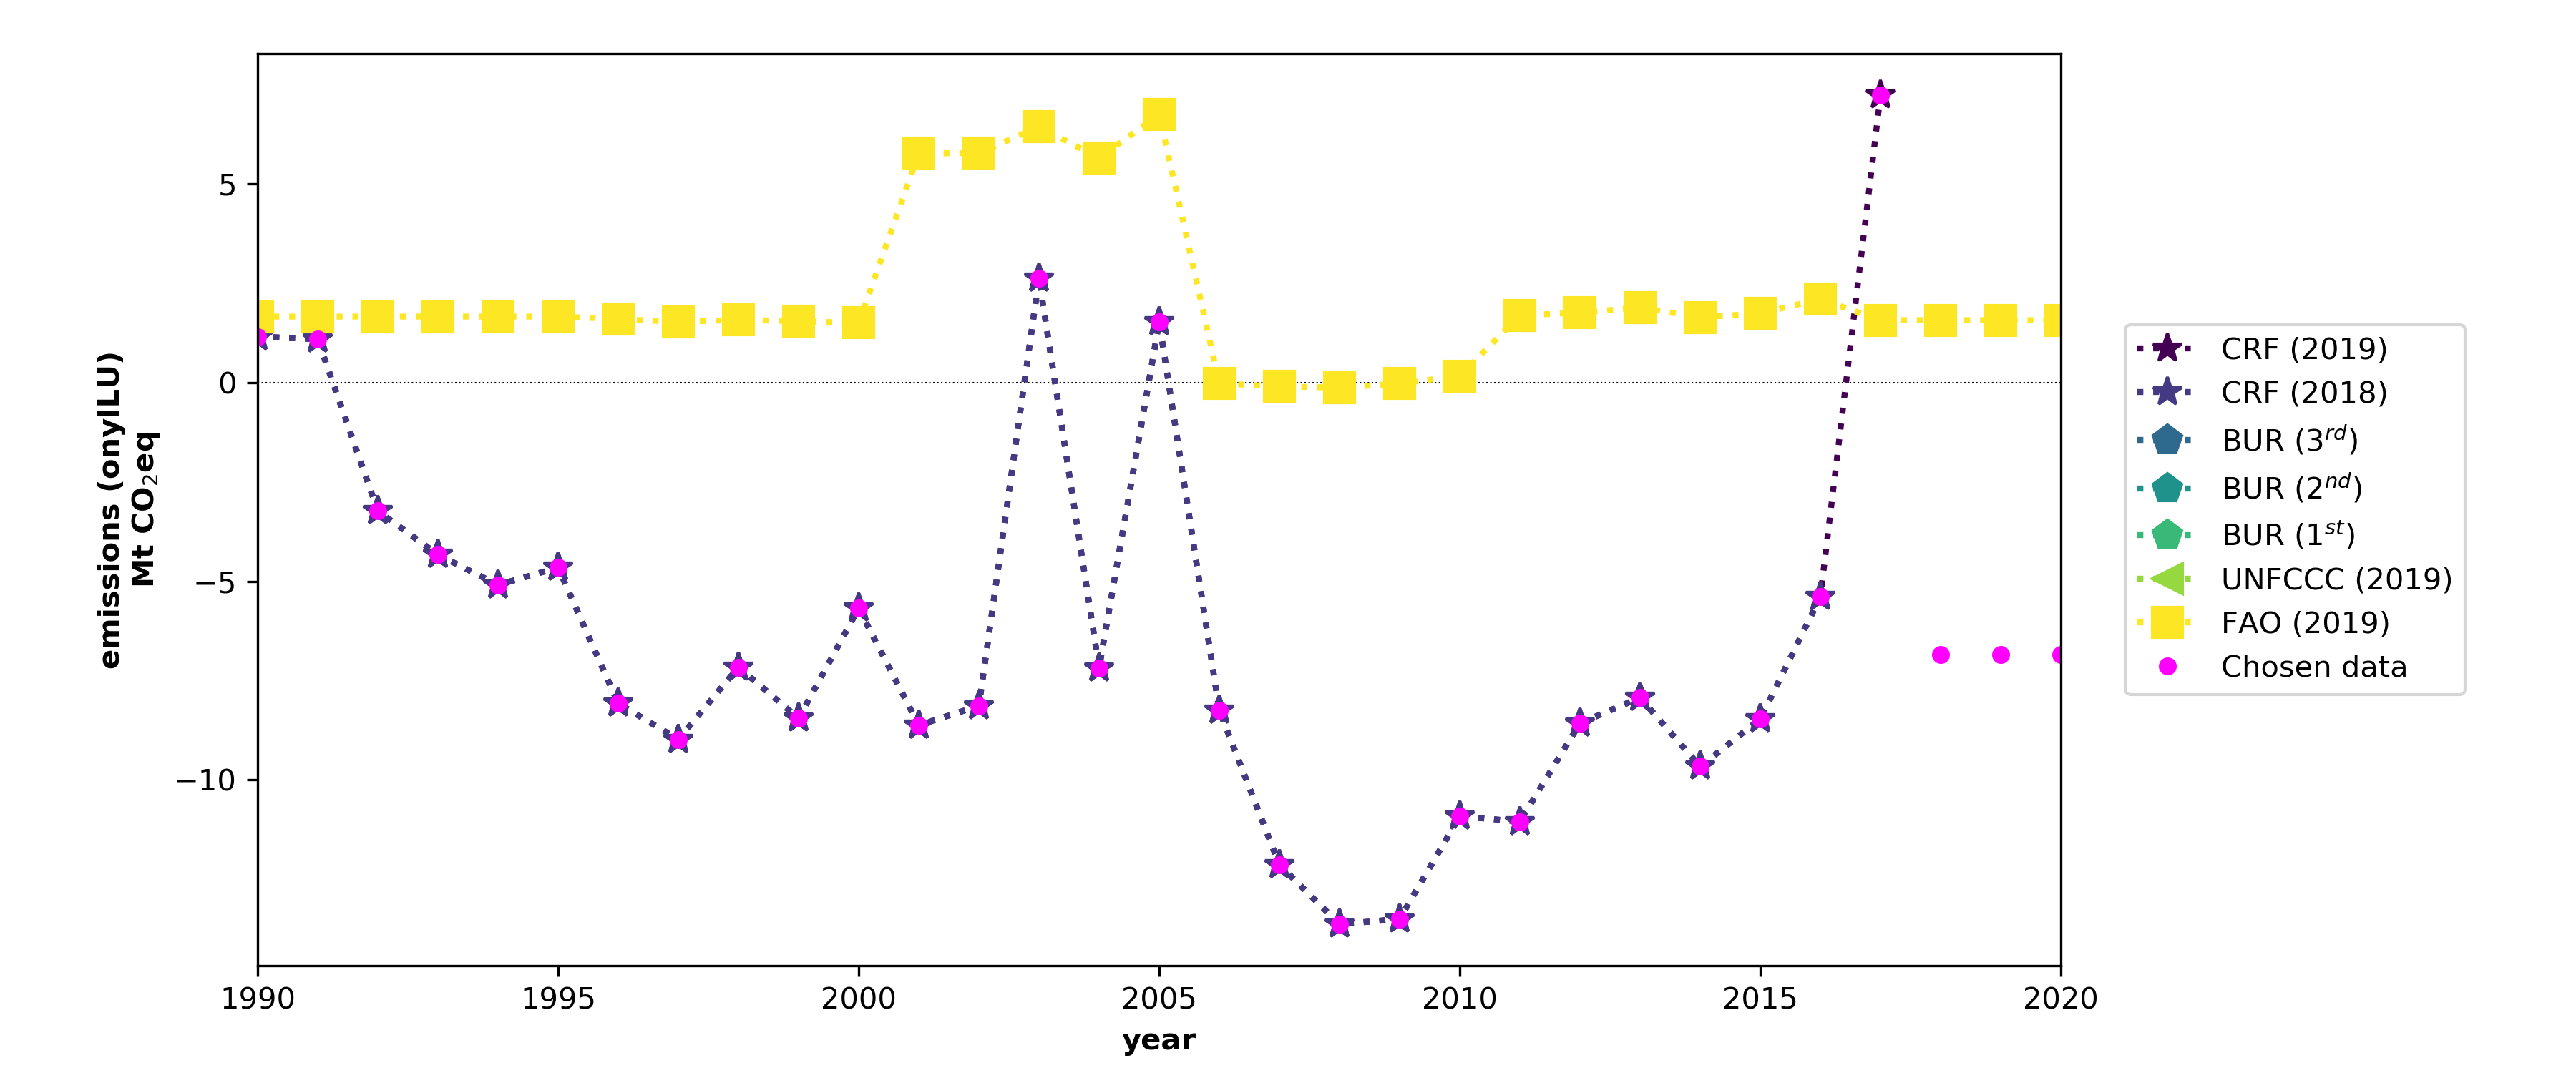 emissions (onylLU)
Mt CO₂eq
5
0
−5
−10
1990
1995
2000
2005
2010
2015
2020
year
CRF (2019)
CRF (2018)
BUR (3ʳᵈ)
BUR (2ⁿᵈ)
BUR (1ˢᵗ)
UNFCCC (2019)
FAO (2019)
Chosen data